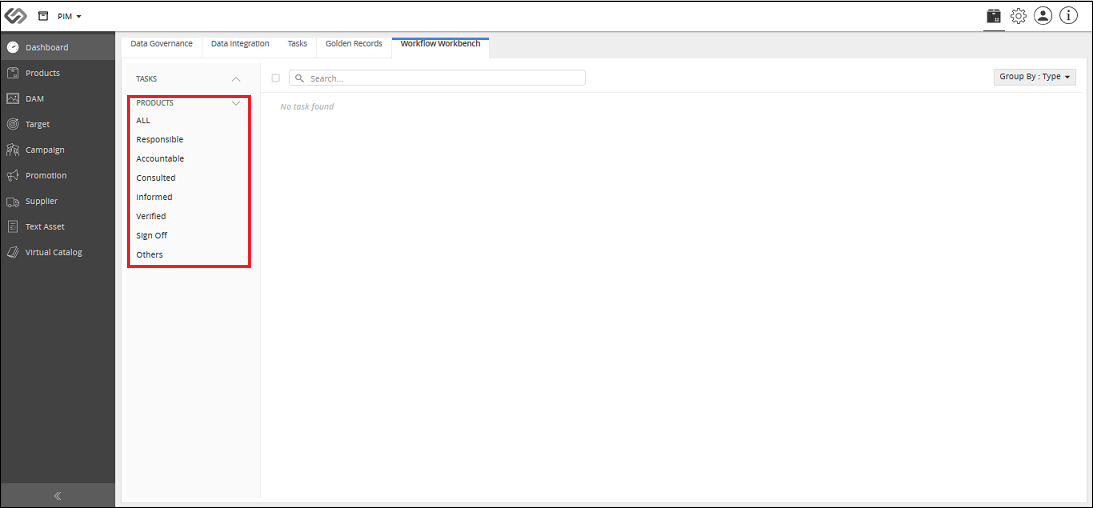 PIM
Dashboard
Products
DAM
Target
Campaign
Promotion
Supplier
Text Asset
Virtual Catalog
Data Governance Data Integration Tasks Golden Records Workflow Workbench
TASKS
PRODUCTS
ALL
Responsible
Accountable
Consulted
Informed
Verified
Sign Off
Others
Search...
Group By : Type
No task found